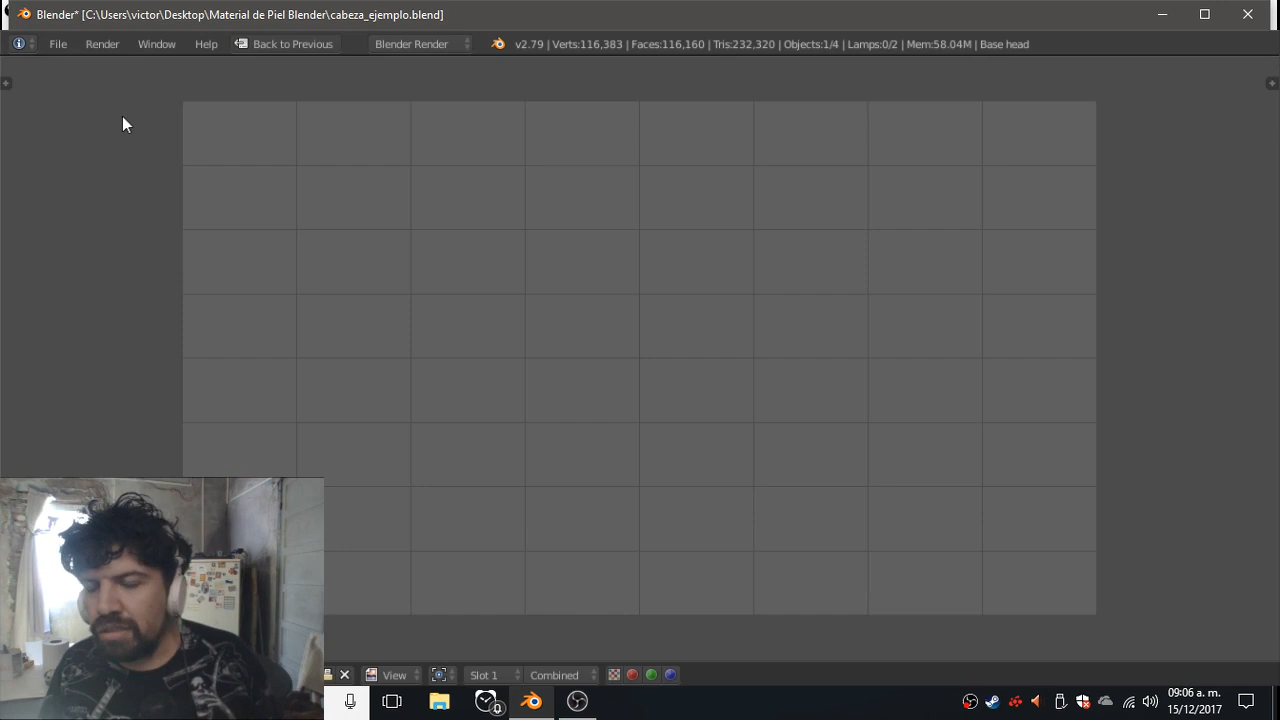 Blender* [C:\Users\victor\Desktop\Material de Piel Blender\cabeza_ejemplo.blend]
File Render Window Help Back to Previous Blender Render v2.79 | Verts:116,383 | Faces:116,160 | Tris:232,320 | Objects:1/4 | Lamps:0/2 | Mem:58.04M | Base head
View Slot 1 Combined
09:06 a. m.
15/12/2017